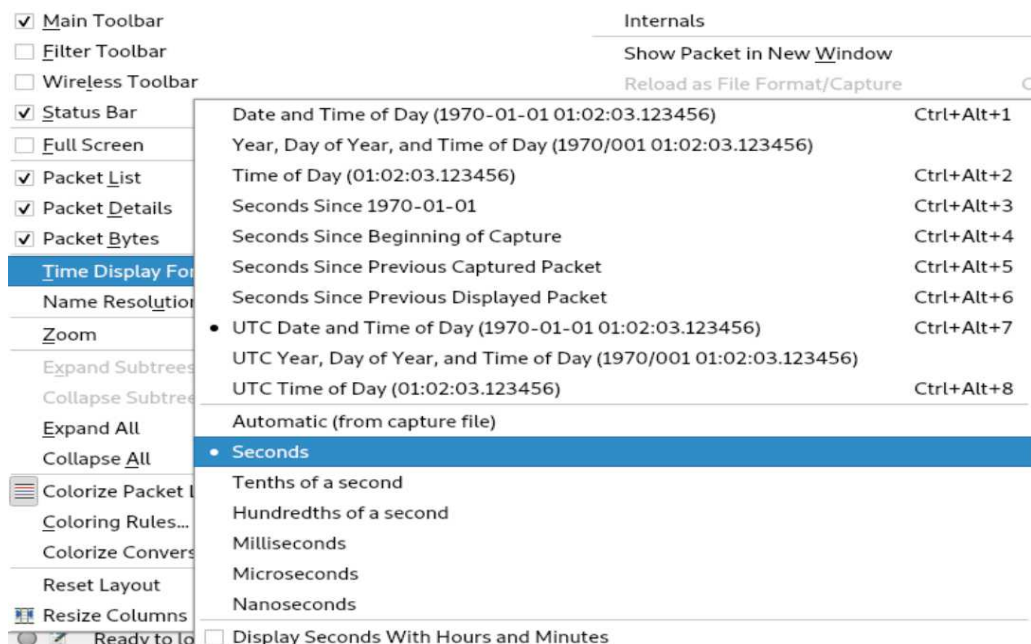 Main Toolbar
Filter Toolbar
Wireless Toolbar
Status Bar
Full Screen
Packet List
Packet Details
Packet Bytes
Time Display For
Name Resolution
Zoom
Expand Subtrees
Collapse Subtree
Expand All
Collapse All
Colorize Packet L
Coloring Rules...
Colorize Convers
Reset Layout
Resize Columns
Ready to lo
Internals
Show Packet in New Window
Reload as File Format/Capture
Date and Time of Day (1970-01-01 01:02:03.123456) Ctrl+Alt+1
Year, Day of Year, and Time of Day (1970/001 01:02:03.123456)
Time of Day (01:02:03.123456) Ctrl+Alt+2
Seconds Since 1970-01-01 Ctrl+Alt+3
Seconds Since Beginning of Capture Ctrl+Alt+4
Seconds Since Previous Captured Packet Ctrl+Alt+5
Seconds Since Previous Displayed Packet Ctrl+Alt+6
UTC Date and Time of Day (1970-01-01 01:02:03.123456) Ctrl+Alt+7
UTC Year, Day of Year, and Time of Day (1970/001 01:02:03.123456)
UTC Time of Day (01:02:03.123456) Ctrl+Alt+8
Automatic (from capture file)
Seconds
Tenths of a second
Hundredths of a second
Milliseconds
Microseconds
Nanoseconds
Display Seconds With Hours and Minutes